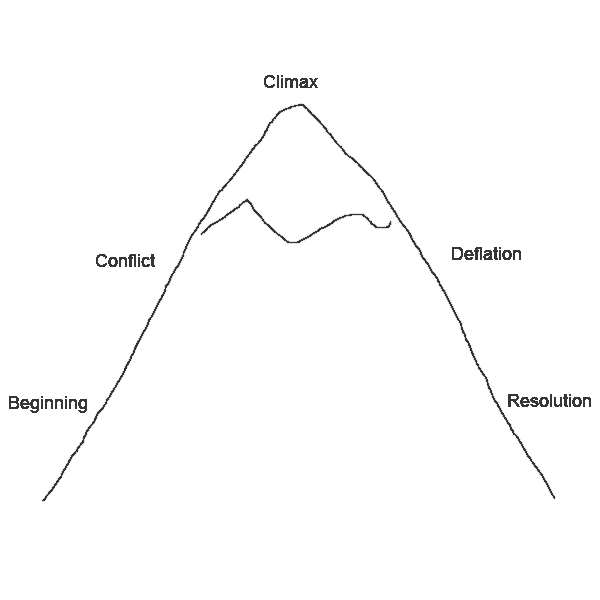 Climax
Conflict
Deflation
Beginning
Resolution